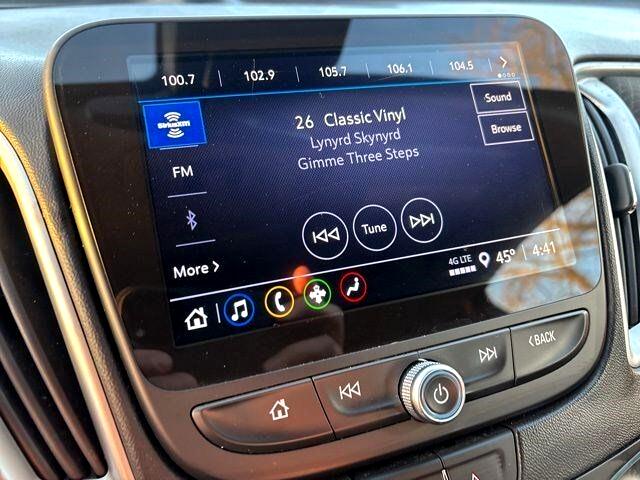 100.7 102.9 105.7 106.1 104.5
SiriusXM
26 Classic Vinyl
Lynyrd Skynyrd
Gimme Three Steps
Sound
Browse
FM
Tune
More
4G LTE
45° 4:41
BACK